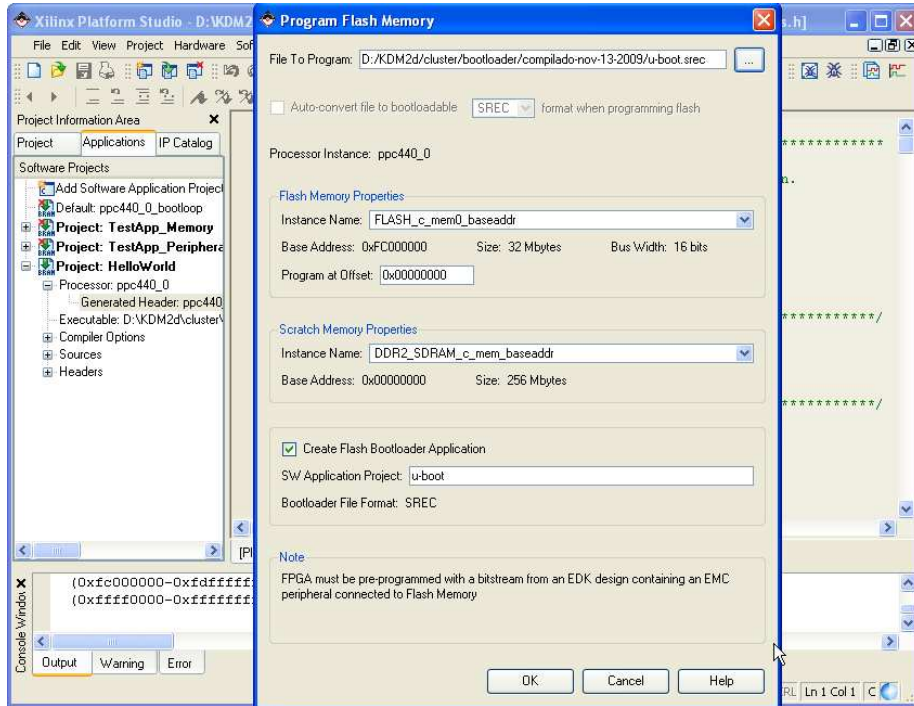 Xilinx Platform Studio - D:\KDM2
s.h]
File Edit View Project Hardware Sof
Project Information Area
Project Applications IP Catalog
Software Projects
Add Software Application Project
Default: ppc440_0_bootloop
Project: TestApp_Memory
Project: TestApp_Periphera
Project: HelloWorld
Processor: ppc440_0
Generated Header: ppc440_
Executable: D:\KDM2d\cluster\
Compiler Options
Sources
Headers
************
n.
***********/
***********/
[Pl
Program Flash Memory
File To Program: D:/KDM2d/cluster/bootloader/compilado-nov-13-2009/u-boot.srec ...
Auto-convert file to bootloadable SREC format when programming flash
Processor Instance: ppc440_0
Flash Memory Properties
Instance Name: FLASH_c_mem0_baseaddr
Base Address: 0xFC000000 Size: 32 Mbytes Bus Width: 16 bits
Program at Offset: 0x00000000
Scratch Memory Properties
Instance Name: DDR2_SDRAM_c_mem_baseaddr
Base Address: 0x00000000 Size: 256 Mbytes
Create Flash Bootloader Application
SW Application Project: u-boot
Bootloader File Format: SREC
Note
FPGA must be pre-programmed with a bitstream from an EDK design containing an EMC
peripheral connected to Flash Memory
OK Cancel Help
Console Window
(0xfc000000-0xfdffffff
(0xffff0000-0xffffffff
Output Warning Error
RL Ln 1 Col 1 C